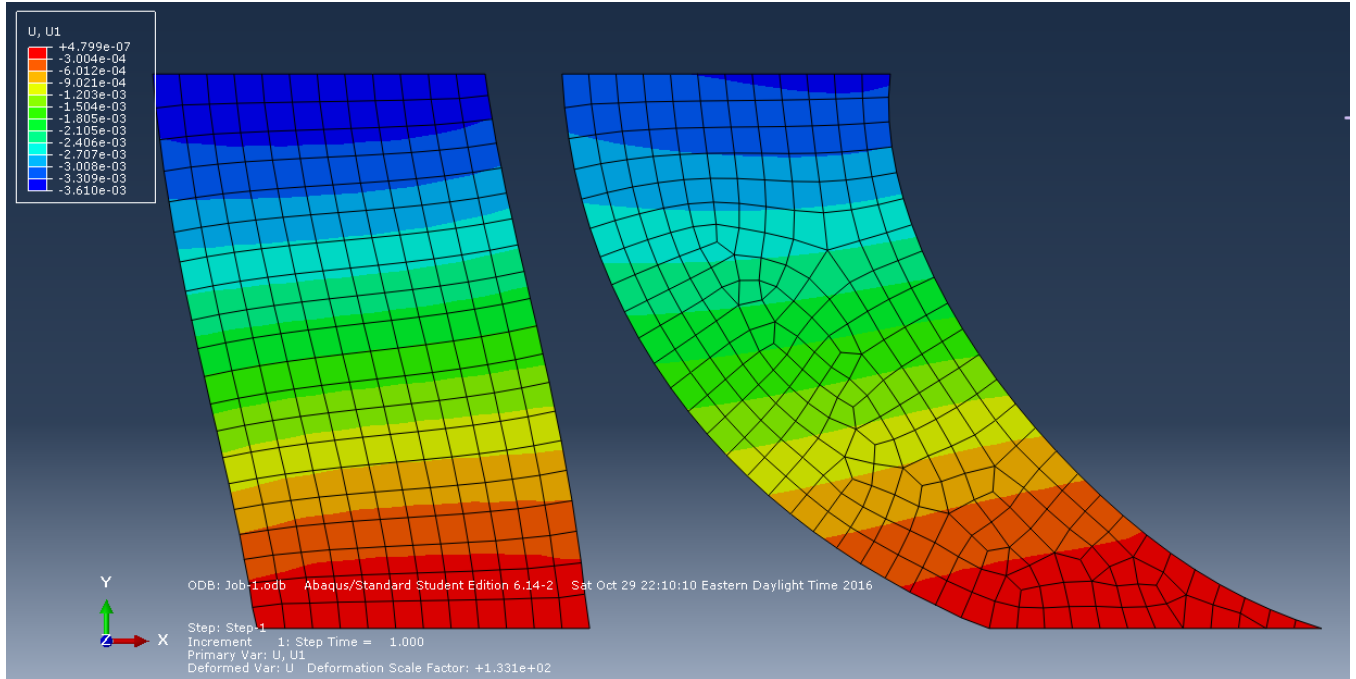 U, U1
+4.799e-07
-3.004e-04
-6.012e-04
-9.021e-04
-1.203e-03
-1.504e-03
-1.805e-03
-2.105e-03
-2.406e-03
-2.707e-03
-3.008e-03
-3.309e-03
-3.610e-03
Y
Z
X
ODB: Job-1.odb Abaqus/Standard Student Edition 6.14-2 Sat Oct 29 22:10:10 Eastern Daylight Time 2016
Step: Step-1
Increment 1: Step Time = 1.000
Primary Var: U, U1
Deformed Var: U Deformation Scale Factor: +1.331e+02